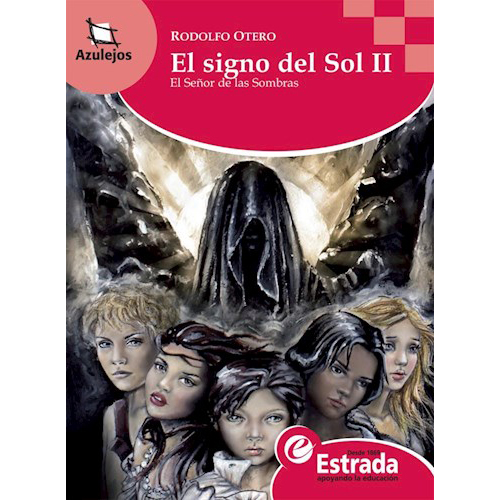 Azulejos
RODOLFO OTERO
El signo del Sol II
El Señor de las Sombras
e
Desde 1869
Estrada
apoyando la educación